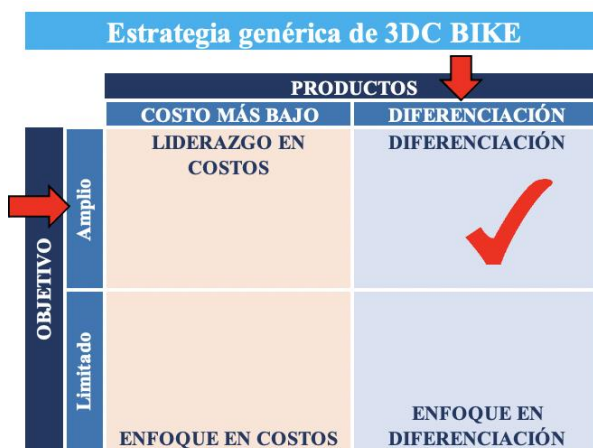 Estrategia genérica de 3DC BIKE
PRODUCTOS
COSTO MÁS BAJO
DIFERENCIACIÓN
OBJETIVO
Amplio
LIDERAZGO EN
COSTOS
DIFERENCIACIÓN
Limitado
ENFOQUE EN COSTOS
ENFOQUE EN
DIFERENCIACIÓN